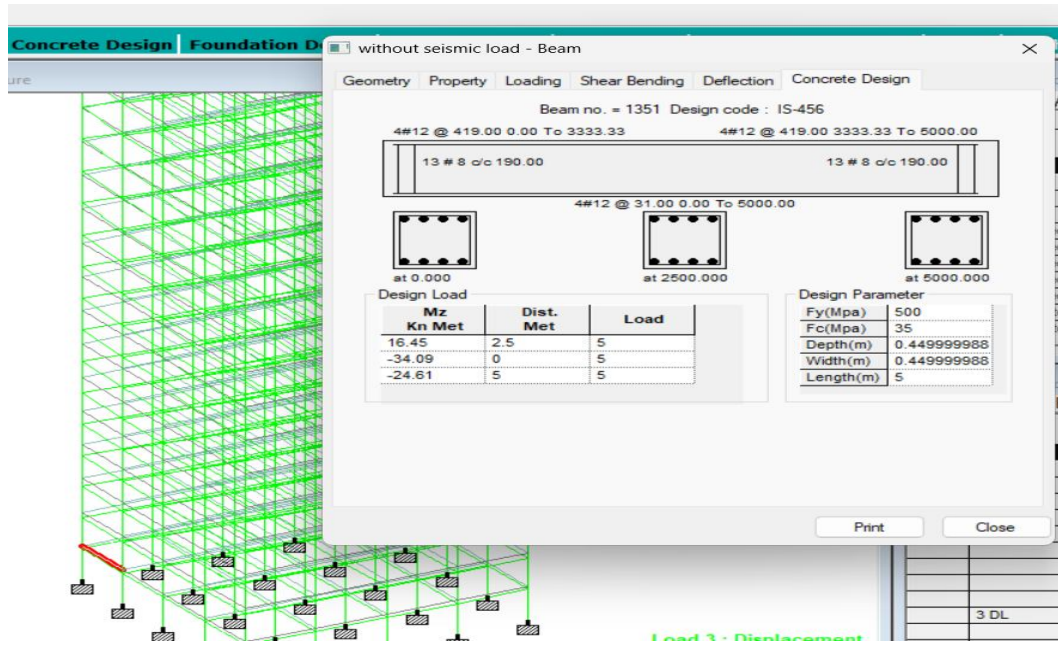 Concrete Design Foundation D
without seismic load - Beam
ure
Geometry Property Loading Shear Bending Deflection Concrete Design
Beam no. = 1351 Design code : IS-456
4#12 @ 419.00 0.00 To 3333.33 4#12 @ 419.00 3333.33 To 5000.00
13 # 8 c/c 190.00 13 # 8 c/c 190.00
4#12 @ 31.00 0.00 To 5000.00
at 0.000 at 2500.000 at 5000.000
Design Load
Mz Kn Met Dist. Met Load
16.45 2.5 5
-34.09 0 5
-24.61 5 5
Design Parameter
Fy(Mpa) 500
Fc(Mpa) 35
Depth(m) 0.449999988
Width(m) 0.449999988
Length(m) 5
Print Close
3 DL
Load 3 : Displacement